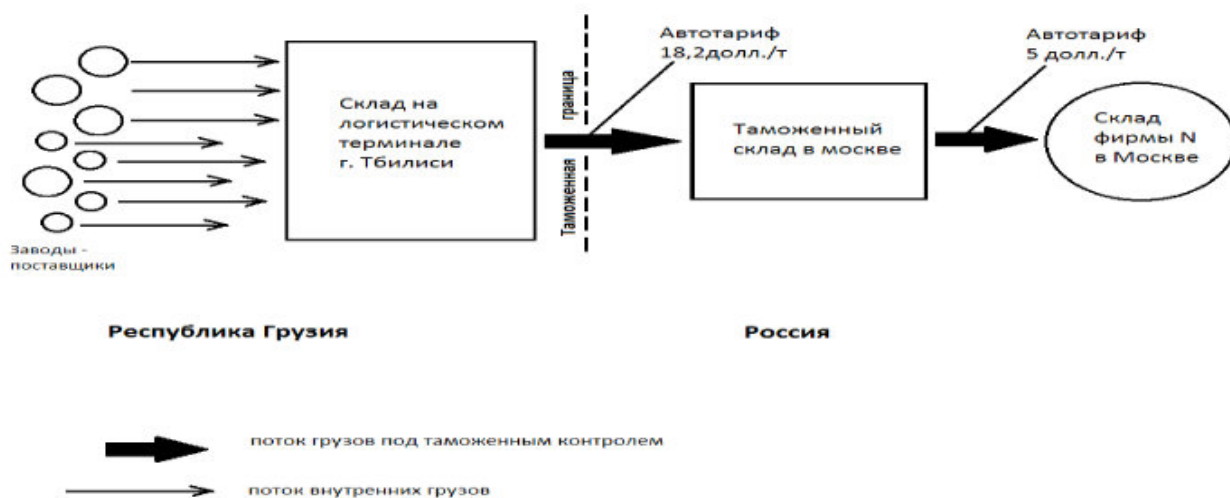 Автотариф
18,2долл./т
Автотариф
5 долл./т
Склад на
логистическом
терминале
г. Тбилиси
Таможенная граница
Таможенный
склад в москве
Склад
фирмы N
в Москве
Заводы -
поставщики
Республика Грузия
Россия
поток грузов под таможенным контролем
поток внутренних грузов